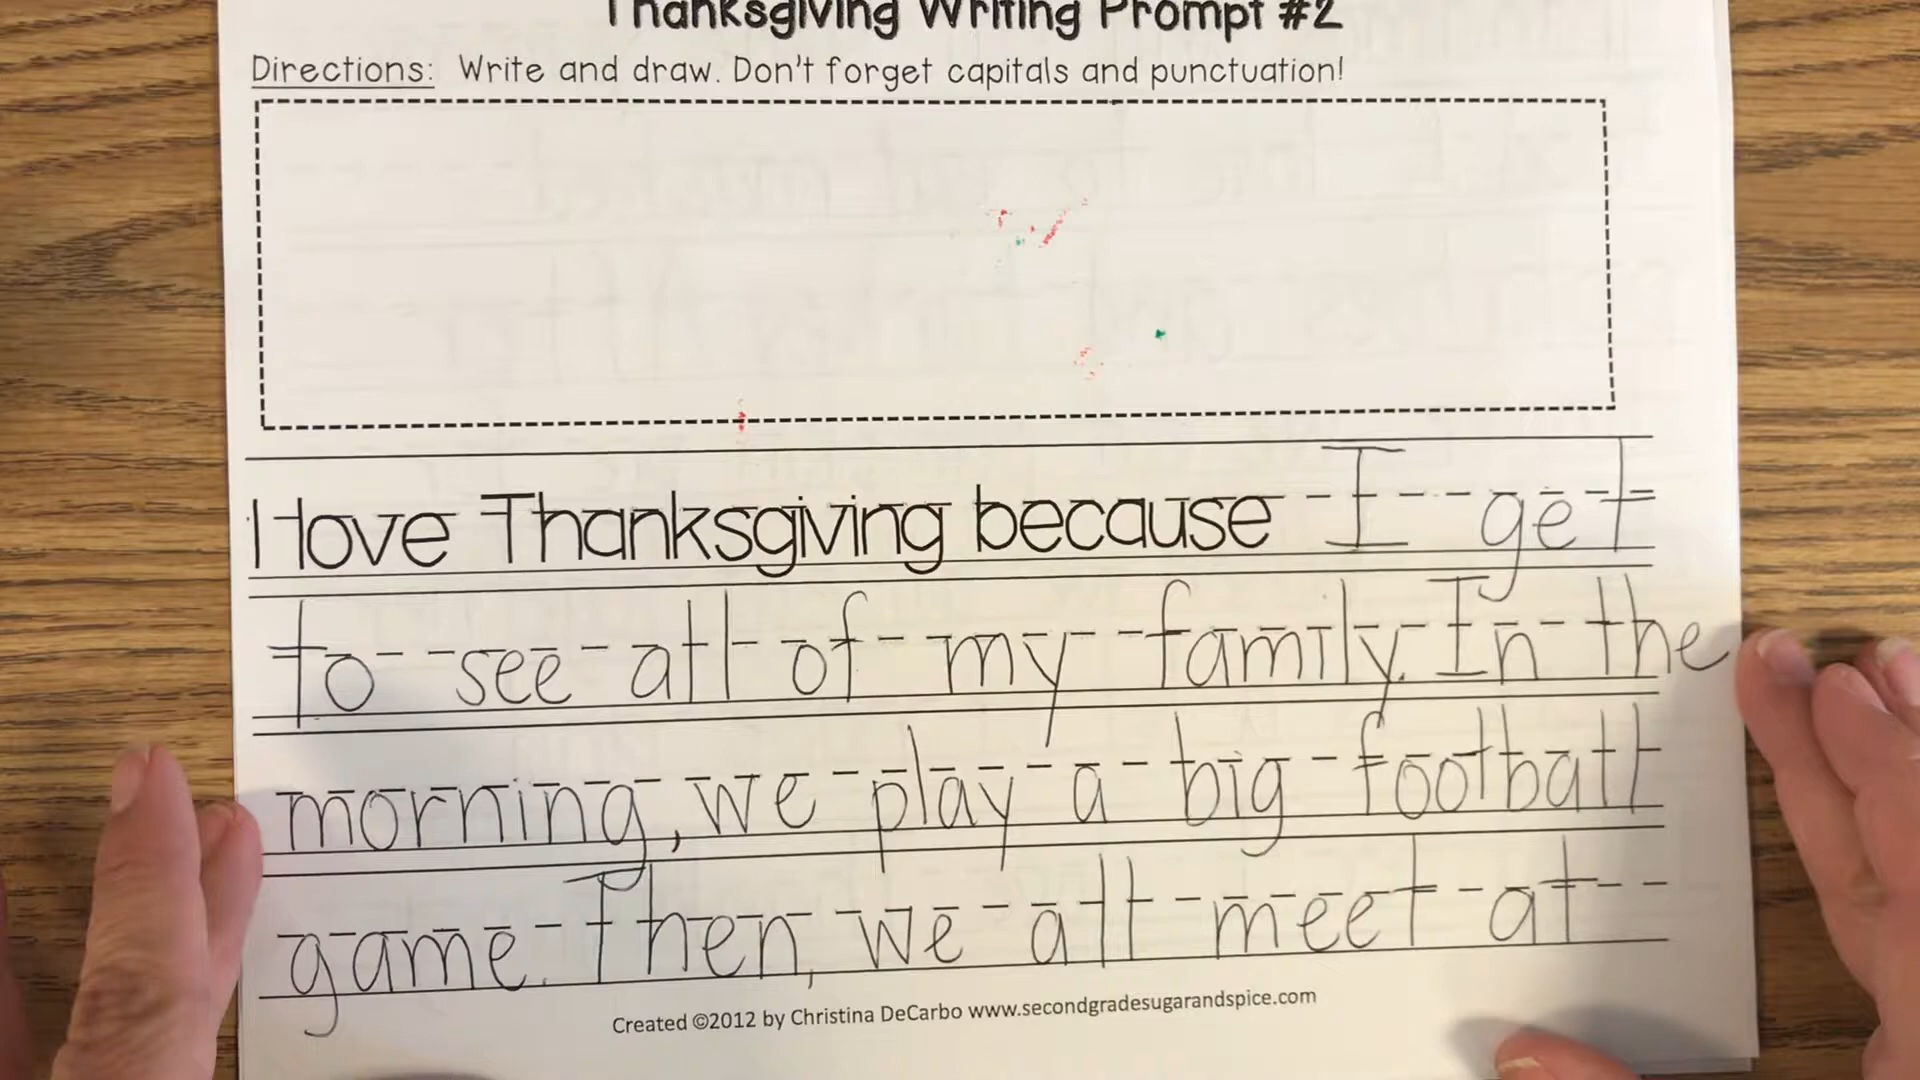 Thanksgiving Writing Prompt #2
Directions: Write and draw. Don't forget capitals and punctuation!
I love Thanksgiving because I get
to see all of my family. In the
morning, we play a big football
game. Then, we all meet at
Created ©2012 by Christina DeCarbo www.secondgradesugarandspice.com